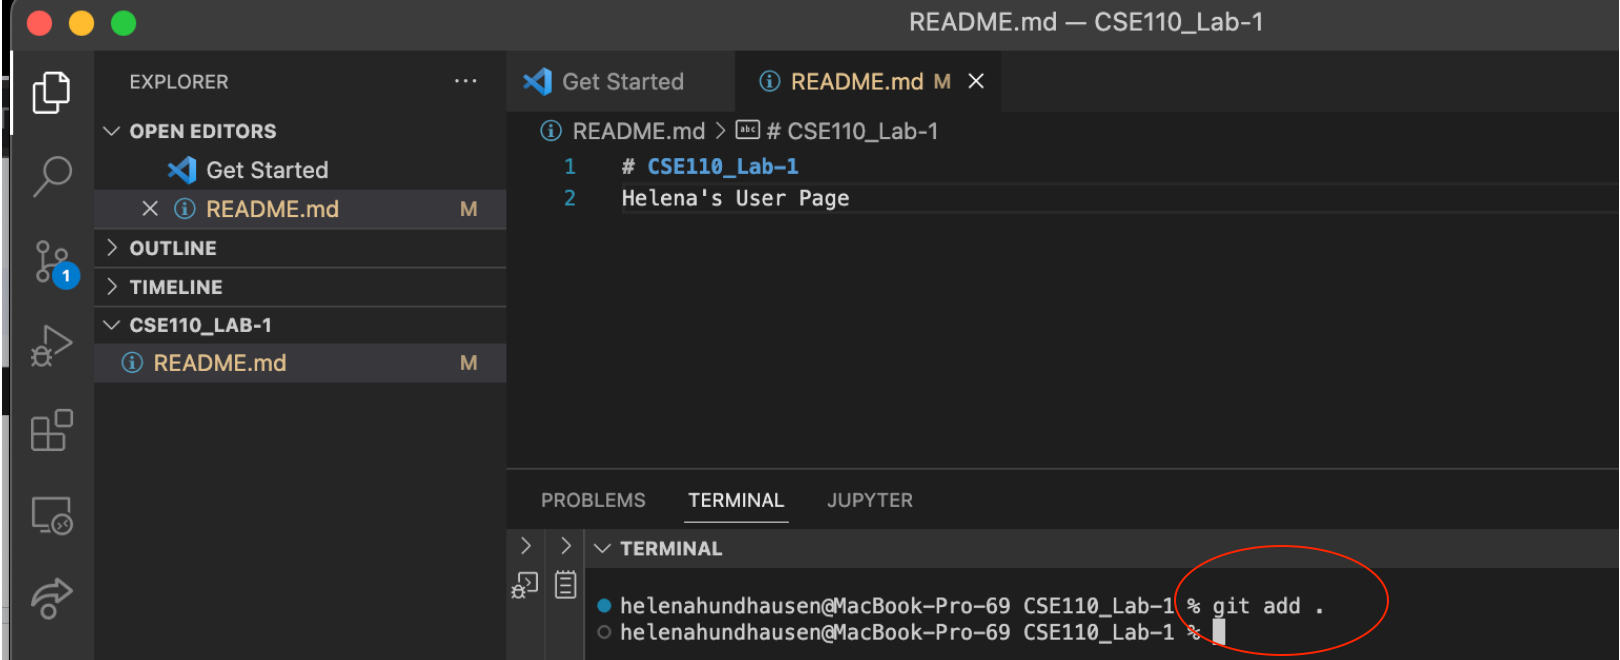 README.md — CSE110_Lab-1
EXPLORER ···
OPEN EDITORS
Get Started
README.md M
OUTLINE
1
TIMELINE
CSE110_LAB-1
README.md M
Get Started
README.md M
README.md > abc # CSE110_Lab-1
1 # CSE110_Lab-1
2 Helena's User Page
PROBLEMS TERMINAL JUPYTER
TERMINAL
helenahundhausen@MacBook-Pro-69 CSE110_Lab-1 % git add .
helenahundhausen@MacBook-Pro-69 CSE110_Lab-1 %